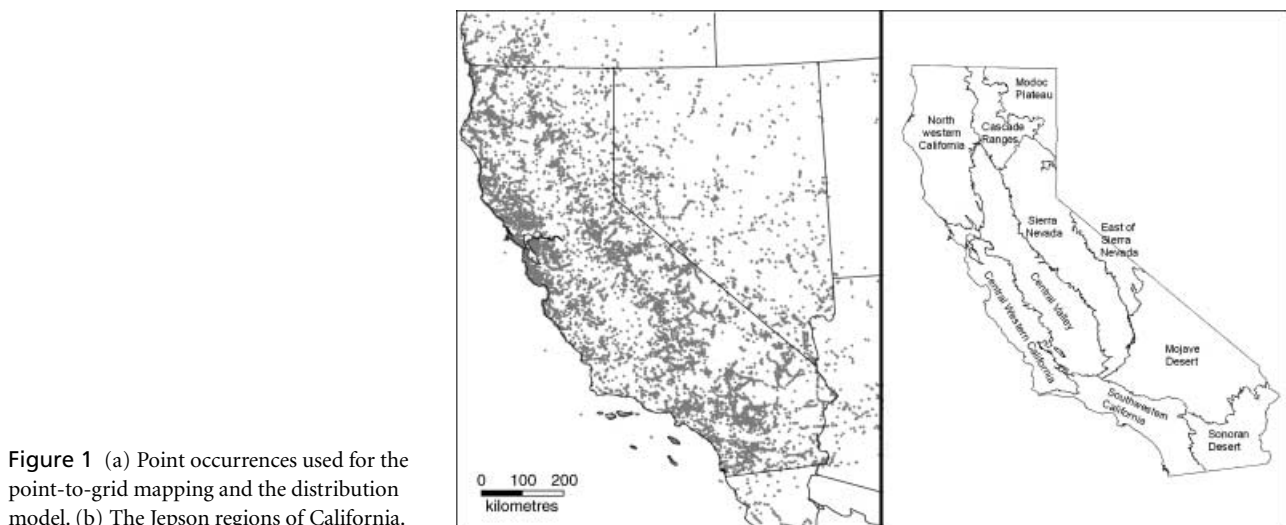 Modoc
Plateau
North
western
California
Cascade
Ranges
Sierra
Nevada
East of
Sierra
Nevada
Central Valley
Central Western
California
Mojave
Desert
Southwestern
California
Sonoran
Desert
0 100 200
kilometres
Figure 1 (a) Point occurrences used for the
point-to-grid mapping and the distribution
model. (b) The Jepson regions of California.